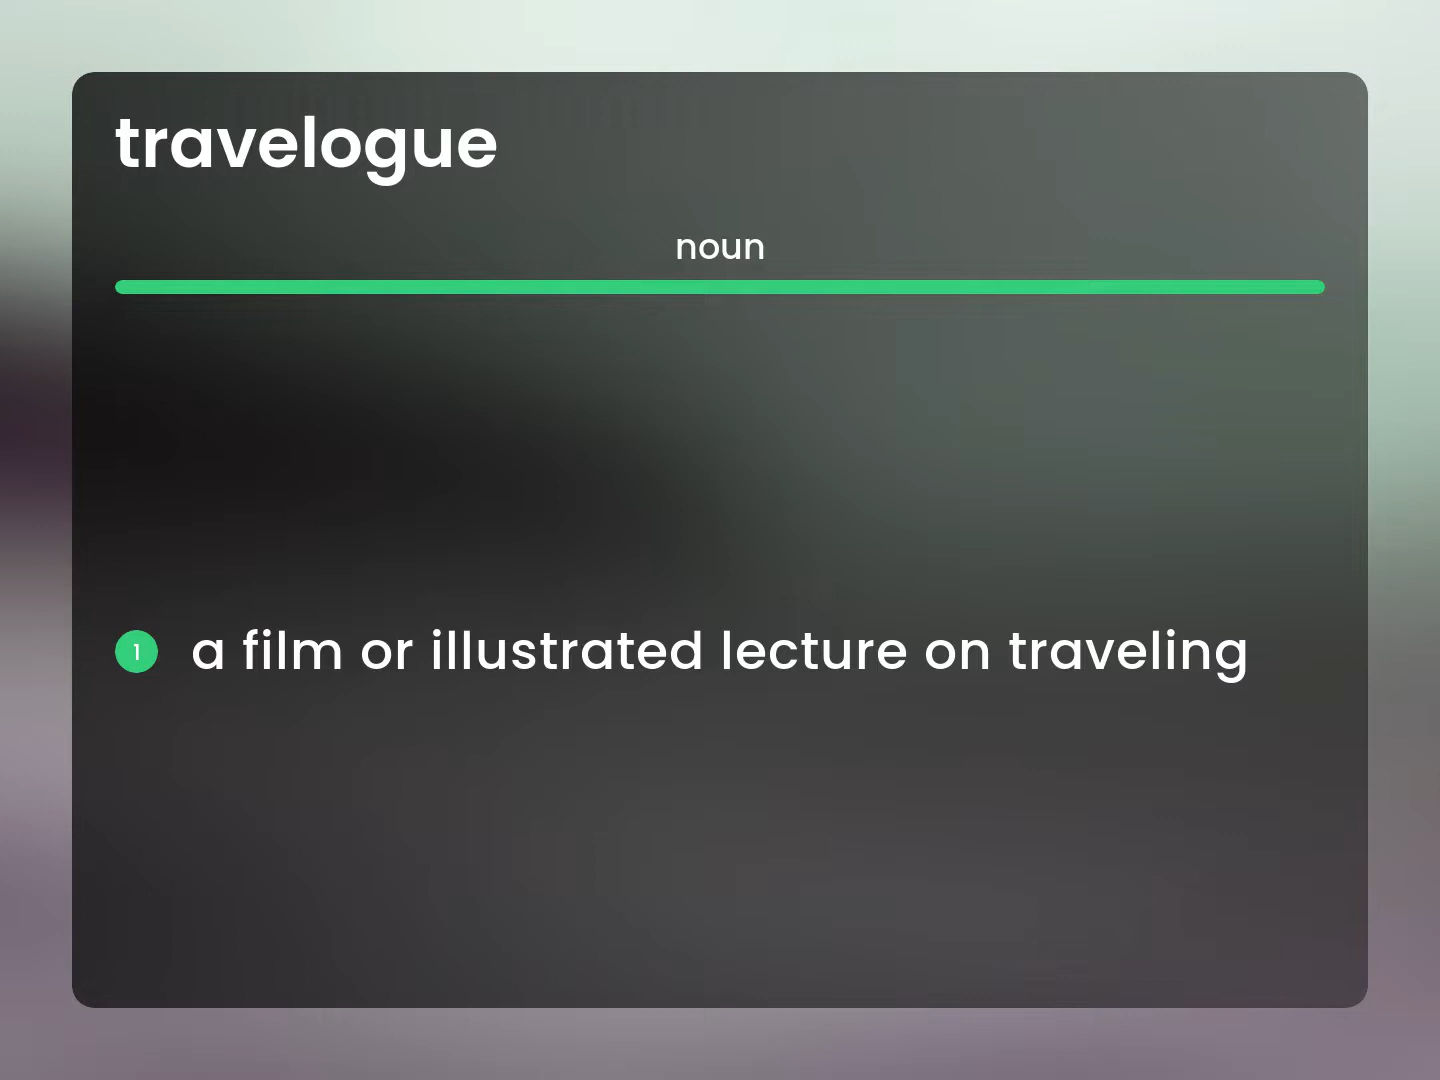 travelogue
noun
1 a film or illustrated lecture on traveling